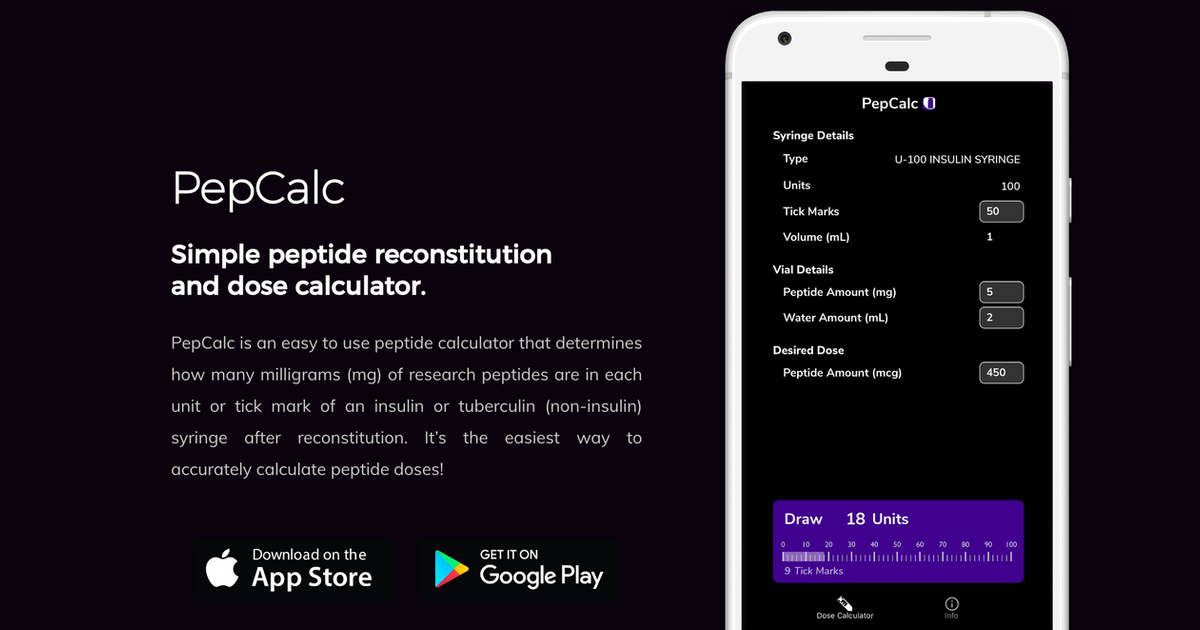 PepCalc
Simple peptide reconstitution
and dose calculator.
PepCalc is an easy to use peptide calculator that determines
how many milligrams (mg) of research peptides are in each
unit or tick mark of an insulin or tuberculin (non-insulin)
syringe after reconstitution. It’s the easiest way to
accurately calculate peptide doses!
Download on the
App Store
GET IT ON
Google Play
PepCalc
Syringe Details
Type U-100 INSULIN SYRINGE
Units 100
Tick Marks 50
Volume (mL) 1
Vial Details
Peptide Amount (mg) 5
Water Amount (mL) 2
Desired Dose
Peptide Amount (mcg) 450
Draw 18 Units
0 10 20 30 40 50 60 70 80 90 100
9 Tick Marks
Dose Calculator Info